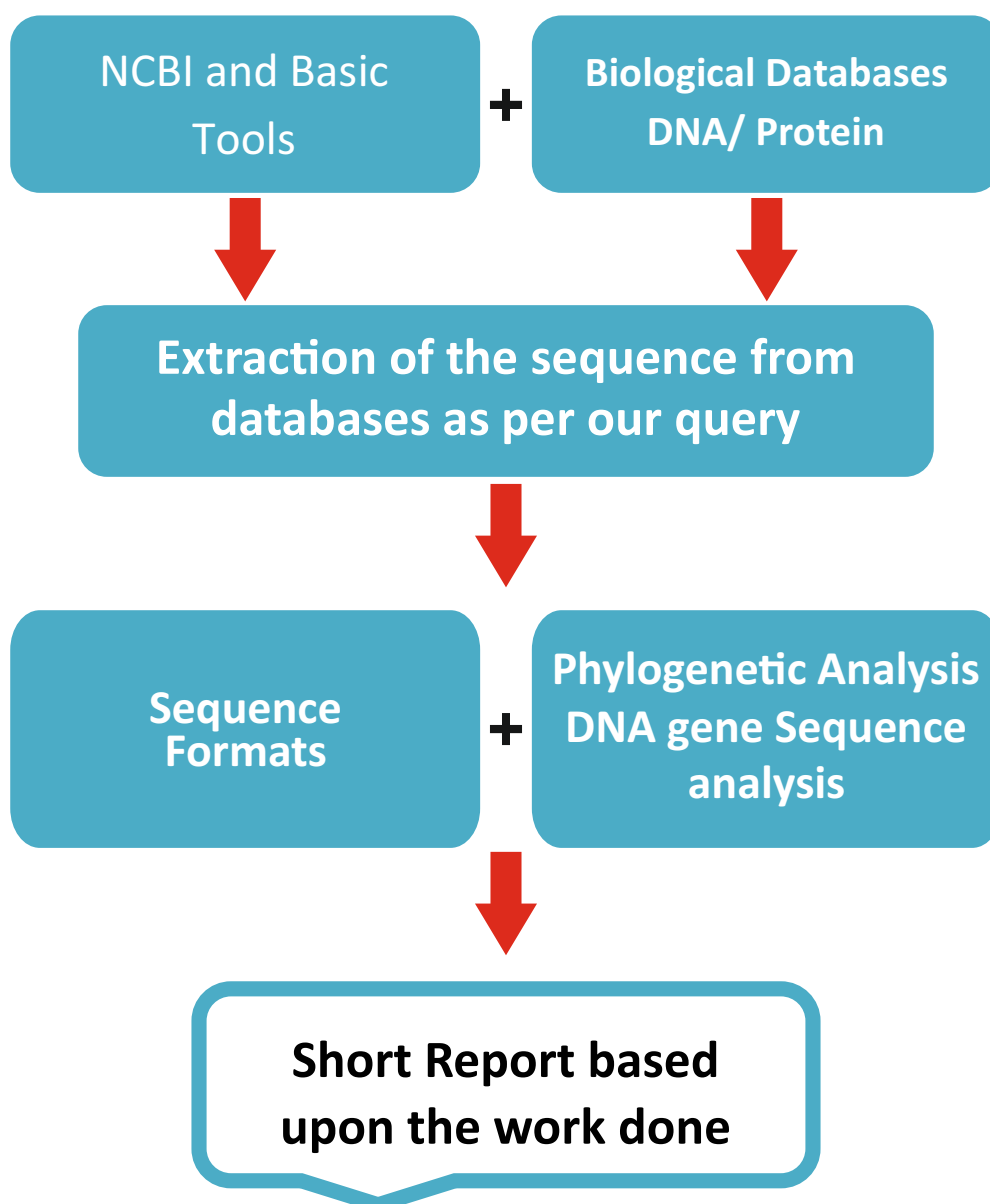 NCBI and Basic
Tools
+
Biological Databases
DNA/ Protein
Extraction of the sequence from
databases as per our query
Sequence
Formats
+
Phylogenetic Analysis
DNA gene Sequence
analysis
Short Report based
upon the work done